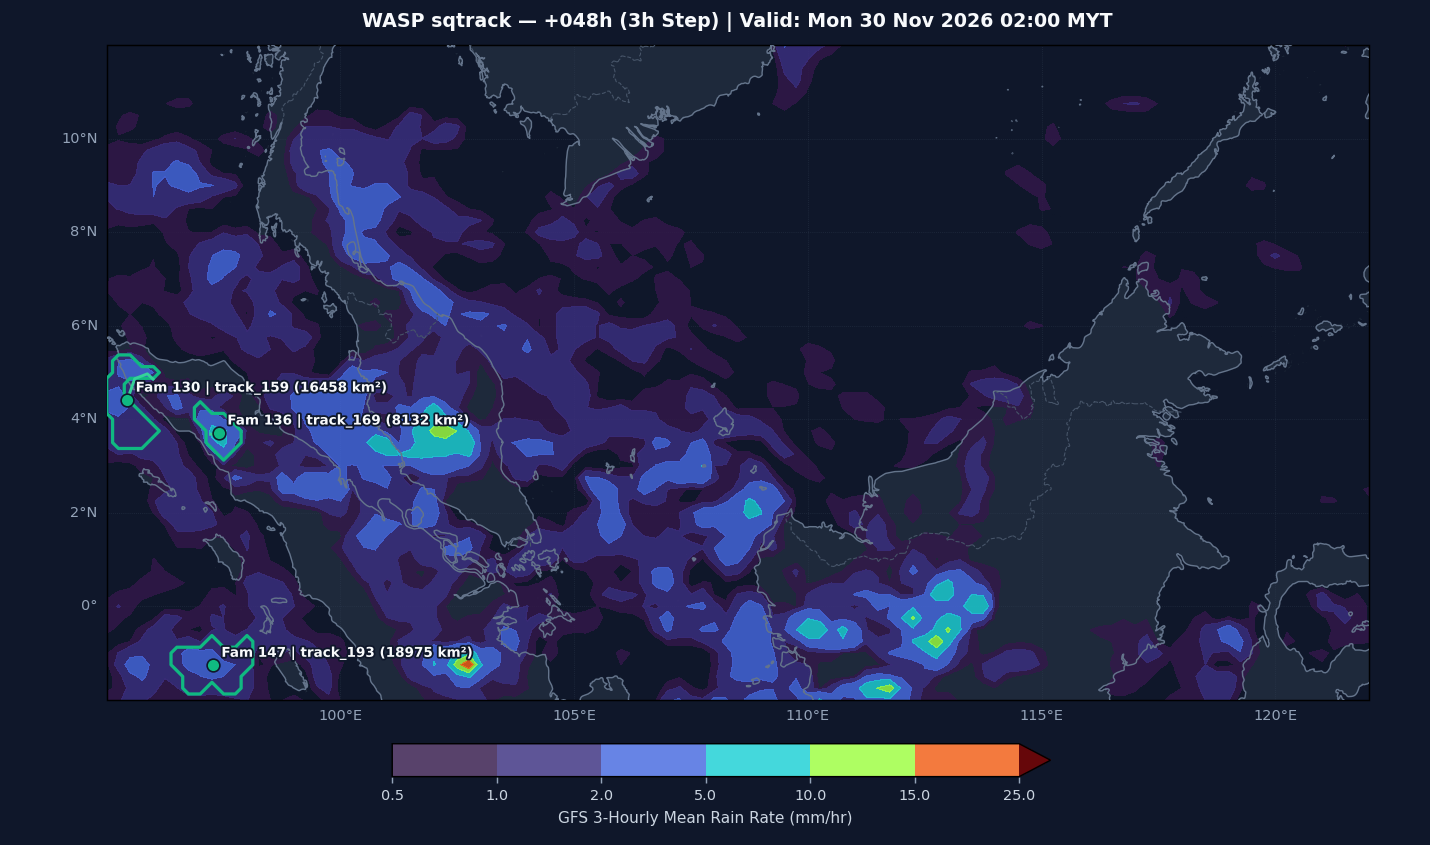 WASP sqtrack — +048h (3h Step) | Valid: Mon 30 Nov 2026 02:00 MYT
10°N
8°N
6°N
4°N
2°N
0°
Fam 130 | track_159 (16458 km²)
Fam 136 | track_169 (8132 km²)
Fam 147 | track_193 (18975 km²)
100°E 105°E 110°E 115°E 120°E
0.5 1.0 2.0 5.0 10.0 15.0 25.0
GFS 3-Hourly Mean Rain Rate (mm/hr)